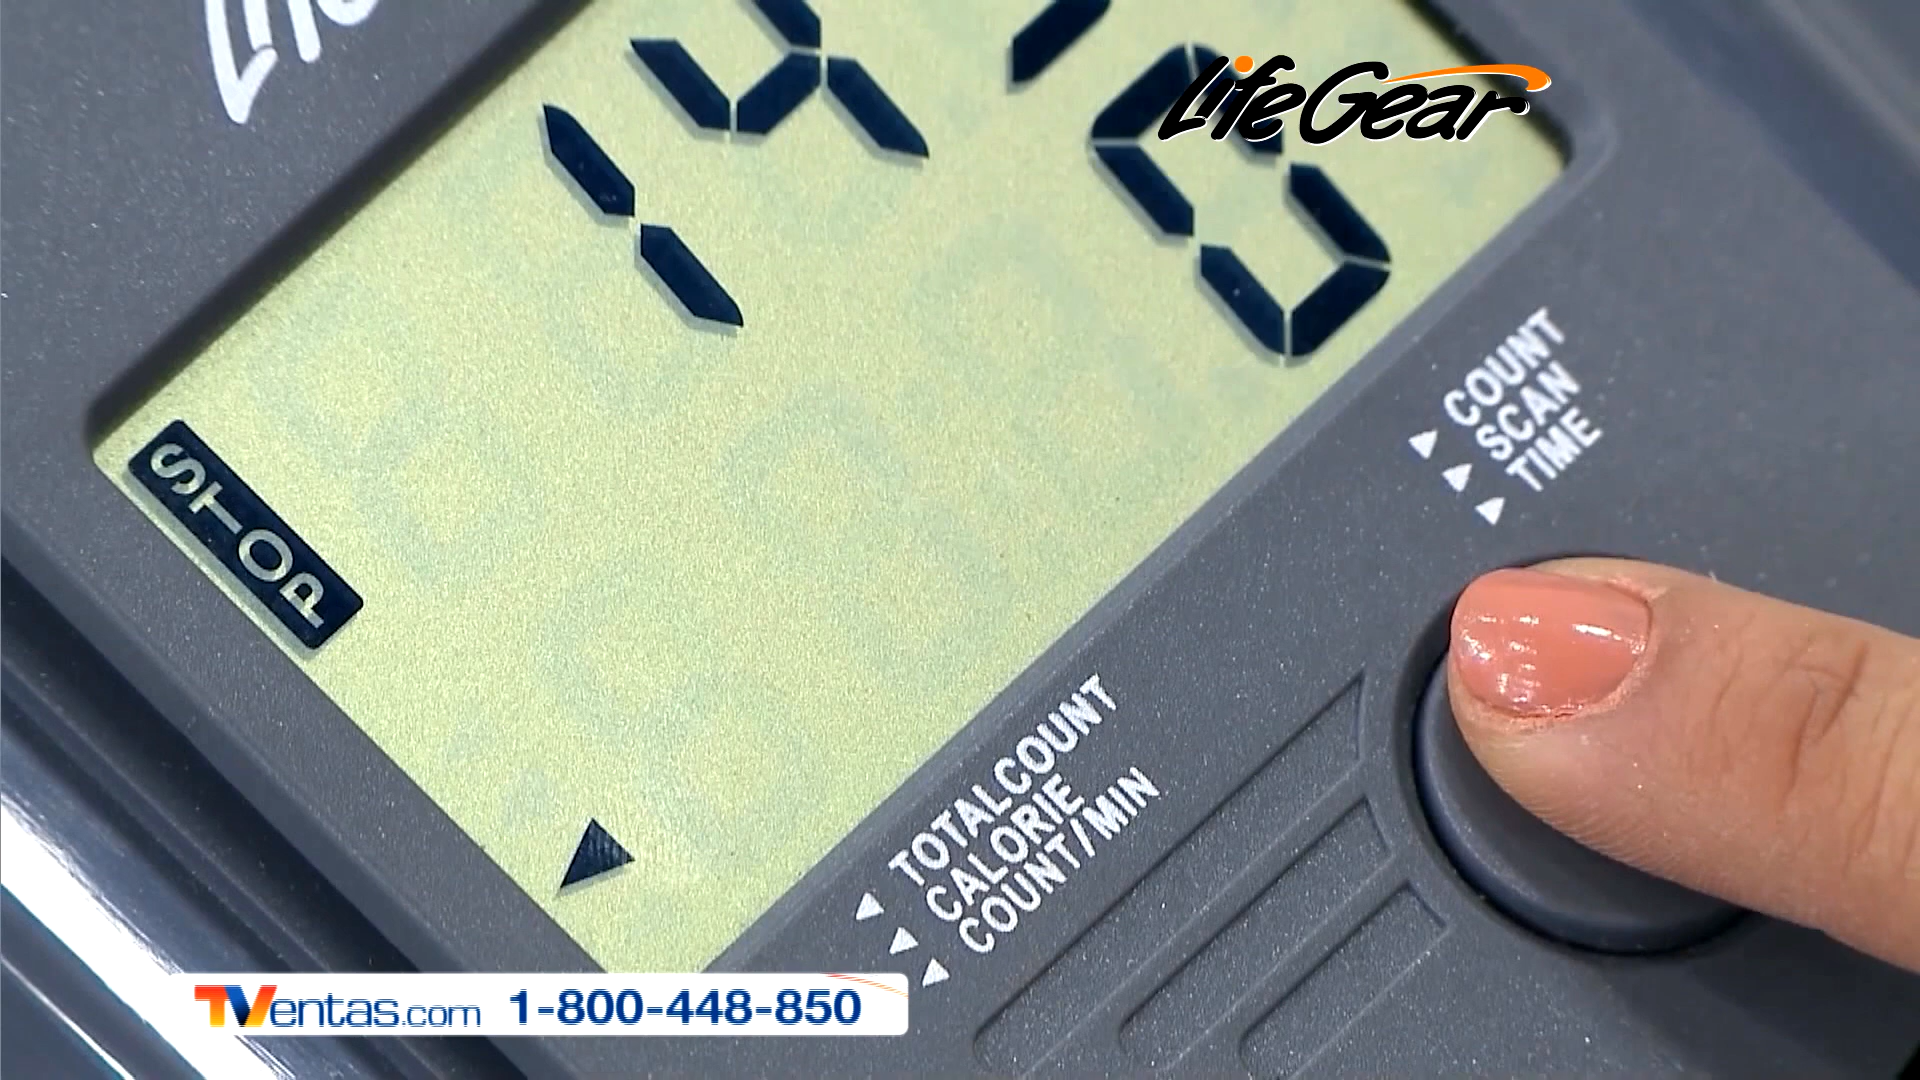 LifeGear
COUNT
SCAN
TIME
STOP
TOTALCOUNT
CALORIE
COUNT/MIN
TVentas.com 1-800-448-850